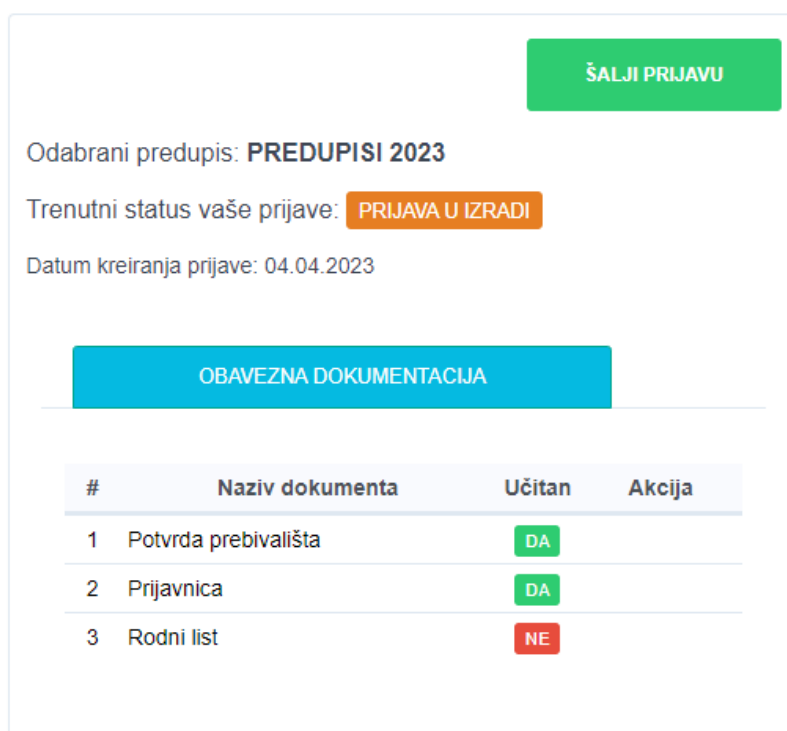 ŠALJI PRIJAVU
Odabrani predupis: PREDUPISI 2023
Trenutni status vaše prijave: PRIJAVA U IZRADI
Datum kreiranja prijave: 04.04.2023
OBAVEZNA DOKUMENTACIJA
# Naziv dokumenta Učitan Akcija
1 Potvrda prebivališta DA
2 Prijavnica DA
3 Rodni list NE